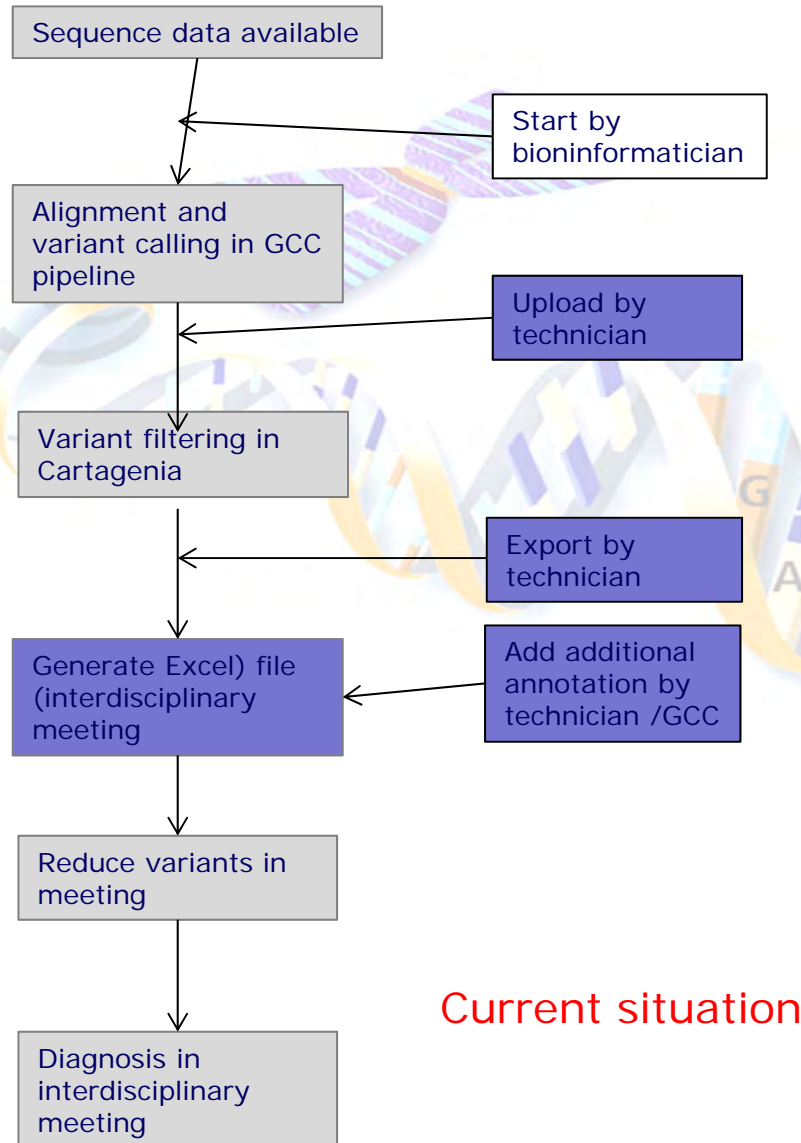 Sequence data available
Start by
bioninformatician
Alignment and
variant calling in GCC
pipeline
Upload by
technician
Variant filtering in
Cartagenia
G
Export by
technician
A
Generate Excel) file
(interdisciplinary
meeting
Add additional
annotation by
technician /GCC
Reduce variants in
meeting
Current situation
Diagnosis in
interdisciplinary
meeting